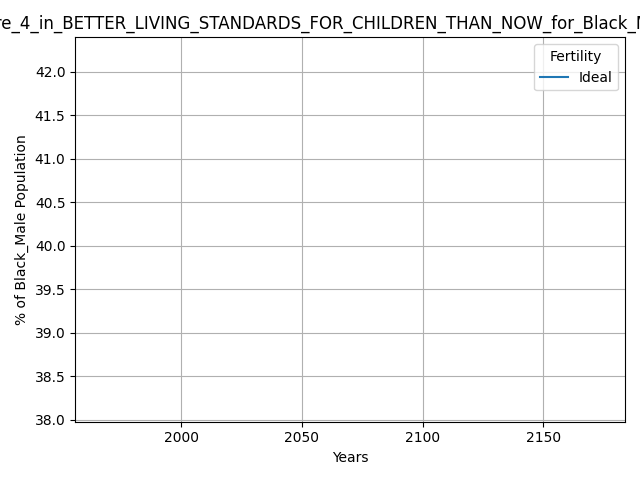 re_4_in_BETTER_LIVING_STANDARDS_FOR_CHILDREN_THAN_NOW_for_Black_M
Fertility
Ideal
42.0
41.5
41.0
40.5
40.0
39.5
39.0
38.5
38.0
% of Black_Male Population
2000 2050 2100 2150
Years